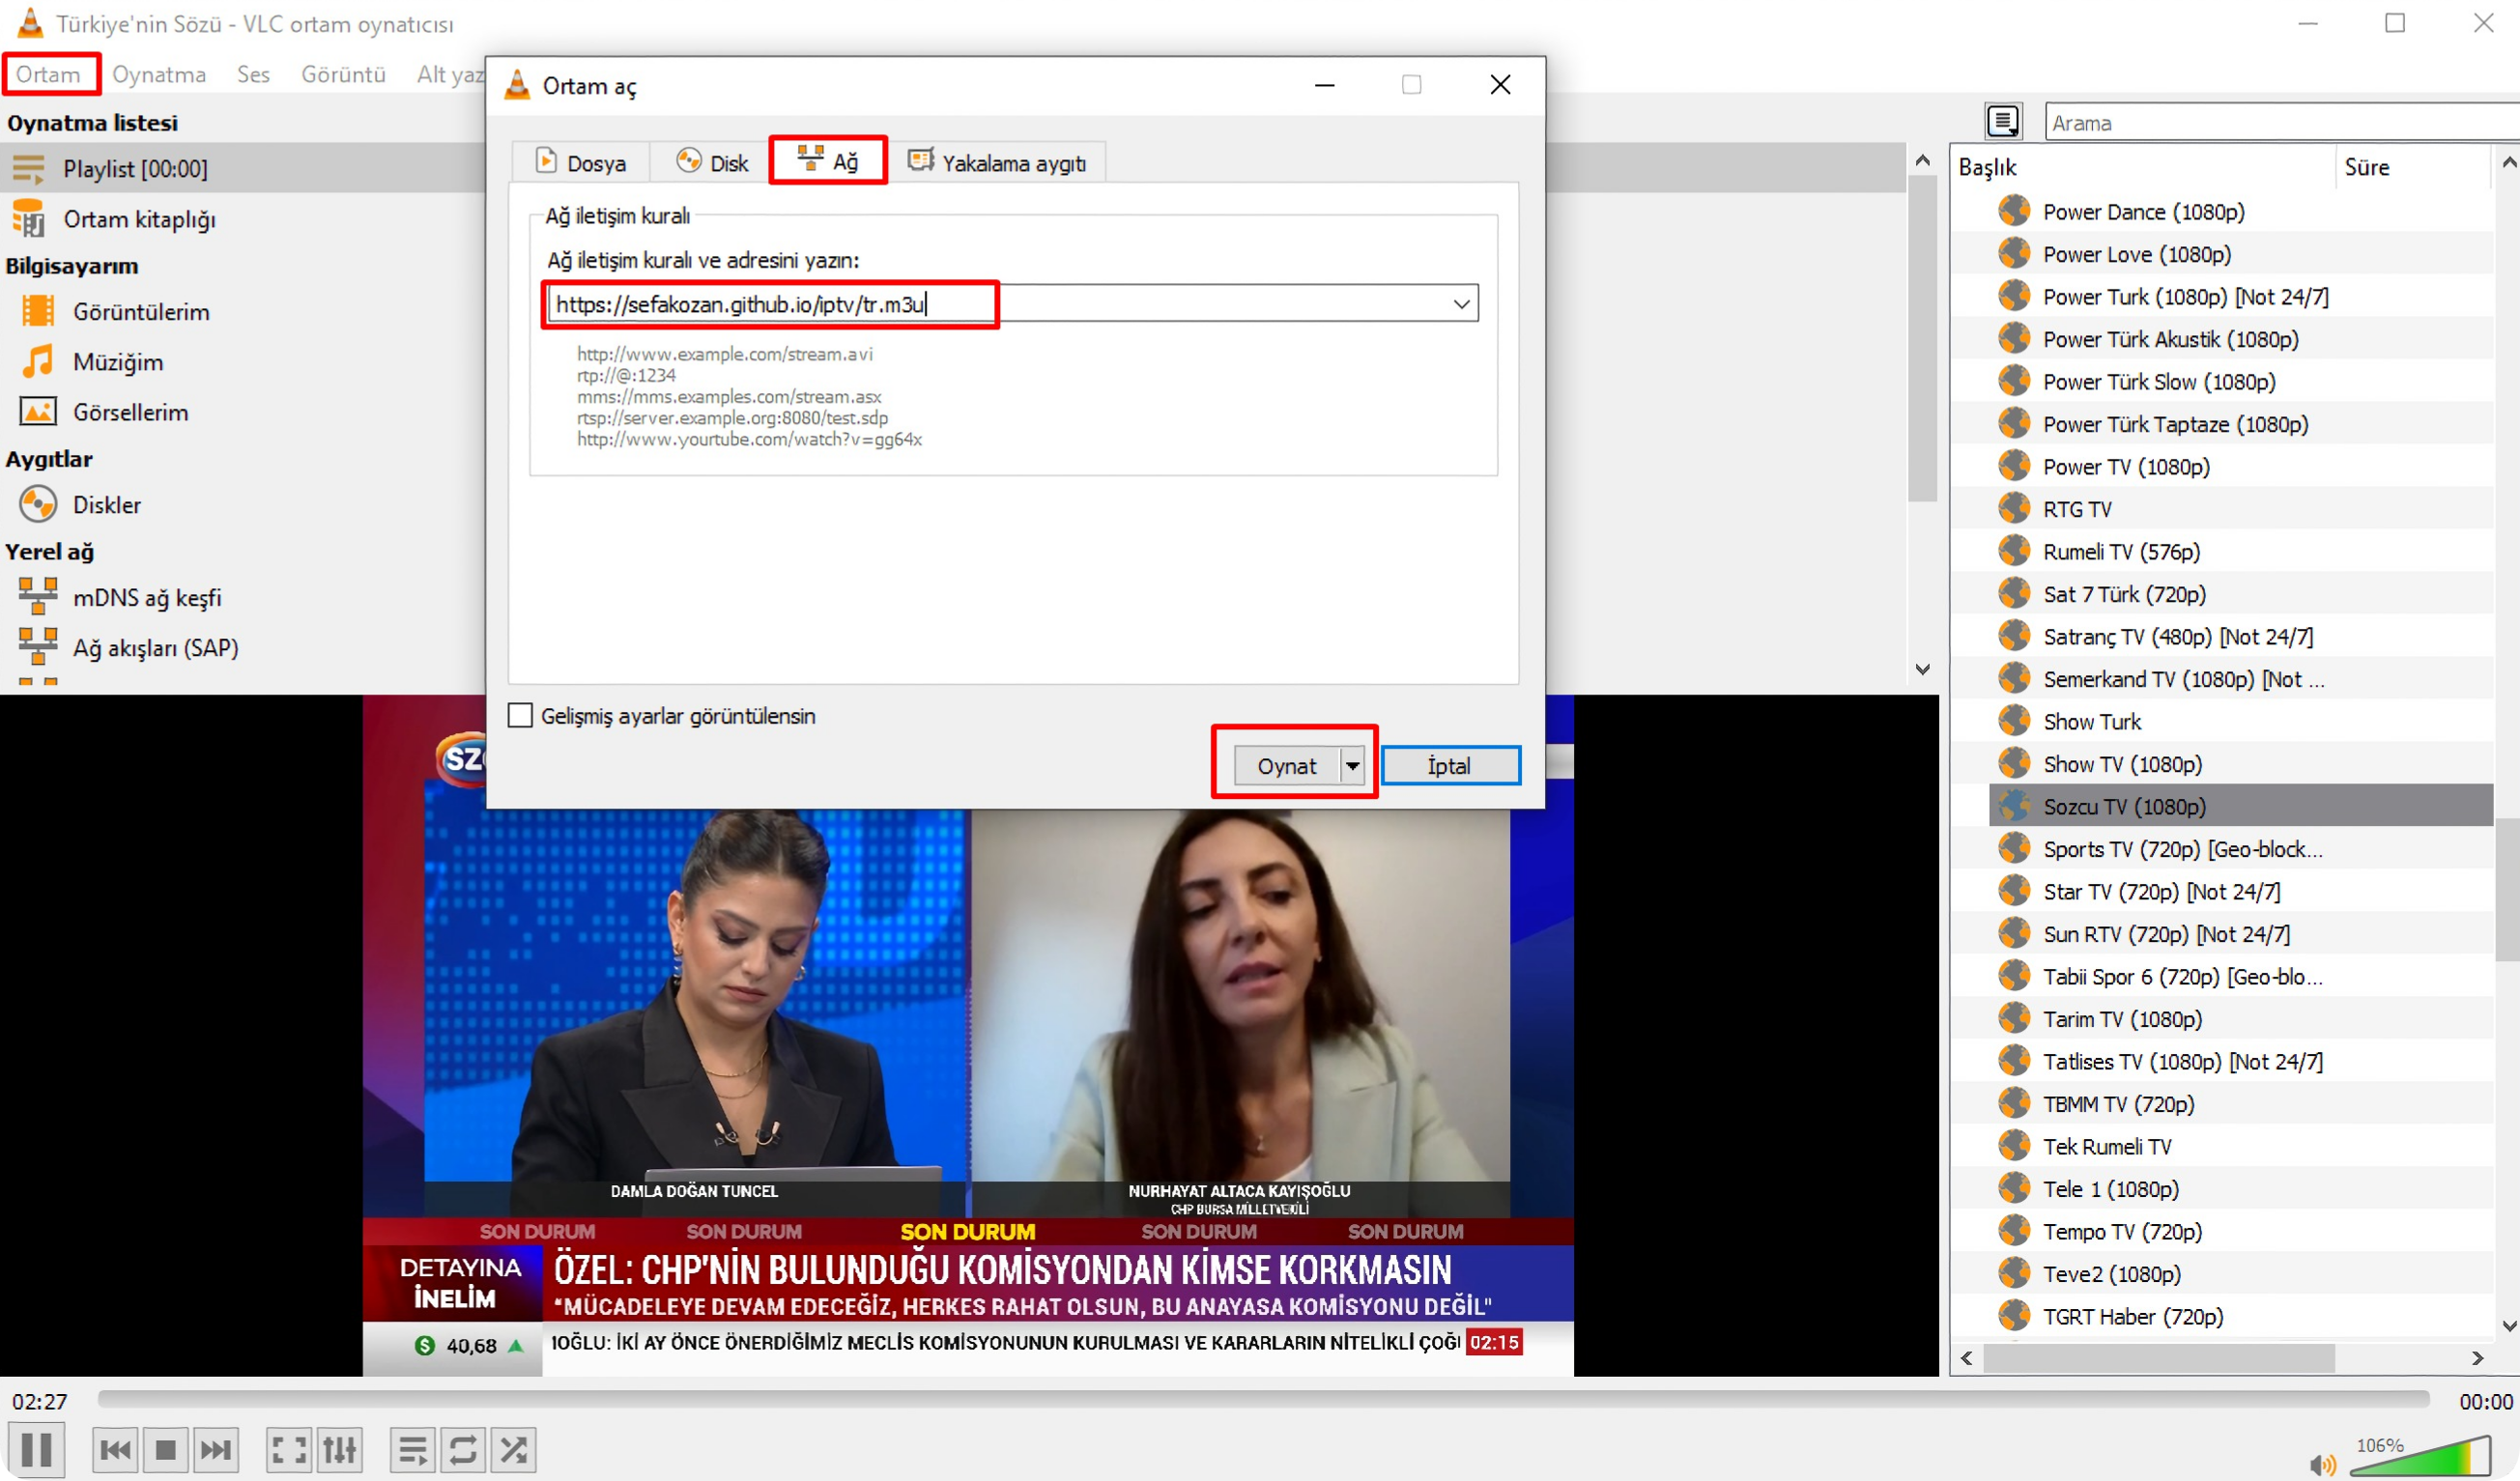 Türkiye'nin Sözü - VLC ortam oynatıcısı
Ortam Oynatma Ses Görüntü Alt yaz
Oynatma listesi
Playlist [00:00]
Ortam kitaplığı
Bilgisayarım
Görüntülerim
Müziğim
Görsellerim
Aygıtlar
Diskler
Yerel ağ
mDNS ağ keşfi
Ağ akışları (SAP)
Ortam aç
Dosya Disk Ağ Yakalama aygıtı
Ağ iletişim kuralı
Ağ iletişim kuralı ve adresini yazın:
https://sefakozan.github.io/iptv/tr.m3u
http://www.example.com/stream.avi
rtp://@:1234
mms://mms.examples.com/stream.asx
rtsp://server.example.org:8080/test.sdp
http://www.yourtube.com/watch?v=gg64x
Gelişmiş ayarlar görüntülensin
Oynat İptal
Arama
Başlık Süre
Power Dance (1080p)
Power Love (1080p)
Power Turk (1080p) [Not 24/7]
Power Türk Akustik (1080p)
Power Türk Slow (1080p)
Power Türk Taptaze (1080p)
Power TV (1080p)
RTG TV
Rumeli TV (576p)
Sat 7 Türk (720p)
Satranç TV (480p) [Not 24/7]
Semerkand TV (1080p) [Not ...
Show Turk
Show TV (1080p)
Sozcu TV (1080p)
Sports TV (720p) [Geo-block...
Star TV (720p) [Not 24/7]
Sun RTV (720p) [Not 24/7]
Tabii Spor 6 (720p) [Geo-blo...
Tarim TV (1080p)
Tatlises TV (1080p) [Not 24/7]
TBMM TV (720p)
Tek Rumeli TV
Tele 1 (1080p)
Tempo TV (720p)
Teve2 (1080p)
TGRT Haber (720p)
SZ
DAMLA DOĞAN TUNCEL
NURHAYAT ALTACA KAYIŞOĞLU
CHP BURSA MİLLETVEKİLİ
SON DURUM SON DURUM SON DURUM SON DURUM SON DURUM
DETAYINA
İNELİM
ÖZEL: CHP'NİN BULUNDUĞU KOMİSYONDAN KİMSE KORKMASIN
"MÜCADELEYE DEVAM EDECEĞİZ, HERKES RAHAT OLSUN, BU ANAYASA KOMİSYONU DEĞİL"
$ 40,68 IOĞLU: İKİ AY ÖNCE ÖNERDİĞİMİZ MECLİS KOMİSYONUNUN KURULMASI VE KARARLARIN NİTELİKLİ ÇOĞI 02:15
02:27 00:00
106%